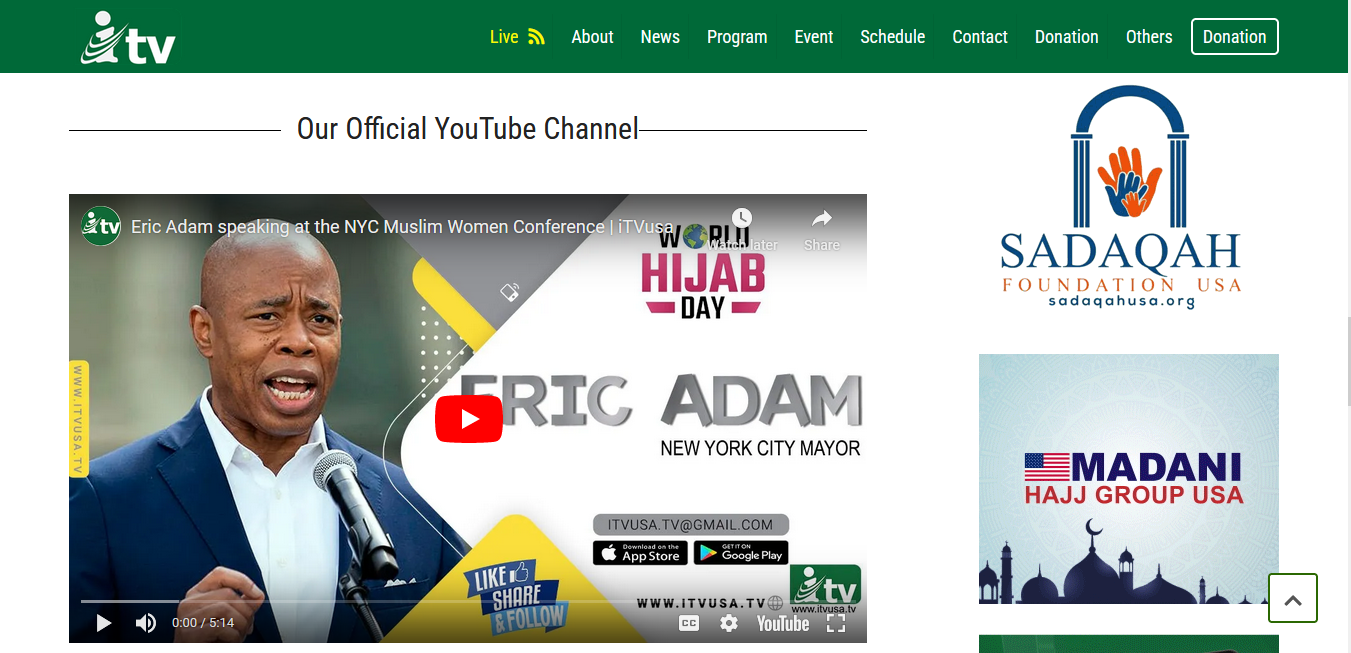 itv
Live
About
News
Program
Event
Schedule
Contact
Donation
Others
Donation
Our Official YouTube Channel
itv
Eric Adam speaking at the NYC Muslim Women Conference | iTVusa
Watch later
Share
WORLD
HIJAB
DAY
WWW.ITVUSA.TV
ERIC ADAM
NEW YORK CITY MAYOR
ITVUSA.TV@GMAIL.COM
Download on the
App Store
GET IT ON
Google Play
LIKE
SHARE
& FOLLOW
WWW.ITVUSA.TV
itv
www.itvusa.tv
0:00 / 5:14
CC
YouTube
SADAQAH
FOUNDATION USA
sadaqahusa.org
MADANI
HAJJ GROUP USA